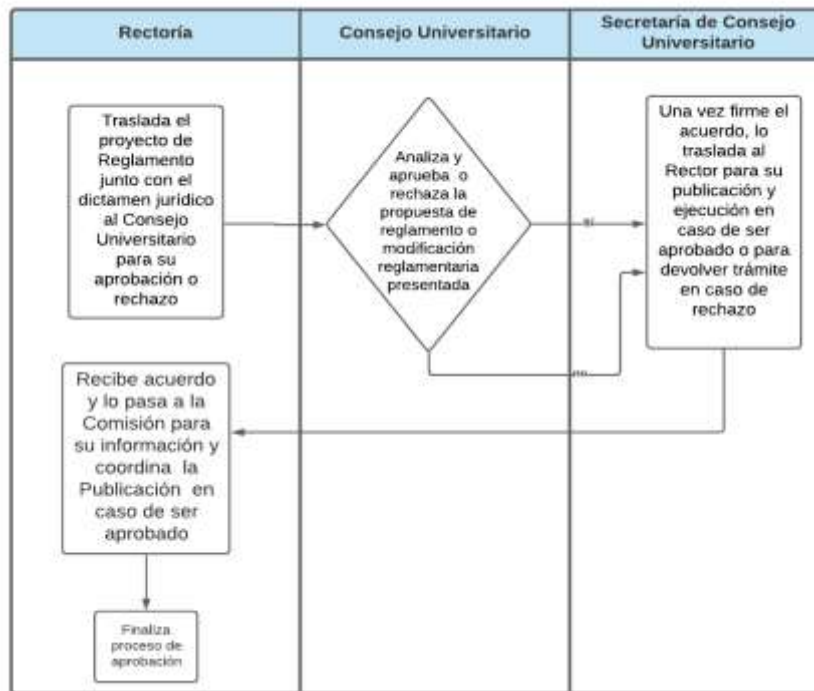 Rectoría
Consejo Universitario
Secretaría de Consejo
Universitario
Traslada el
proyecto de
Reglamento
junto con el
dictamen jurídico
al Consejo
Universitario
para su
aprobación o
rechazo
Analiza y
aprueba o
rechaza la
propuesta de
reglamento o
modificación
reglamentaria
presentada
Una vez firme el
acuerdo, lo
traslada al
Rector para su
publicación y
ejecución en
caso de ser
aprobado o para
devolver trámite
en caso de
rechazo
Recibe acuerdo
y lo pasa a la
Comisión para
su información y
coordina la
Publicación en
caso de ser
aprobado
Finaliza
proceso de
aprobación